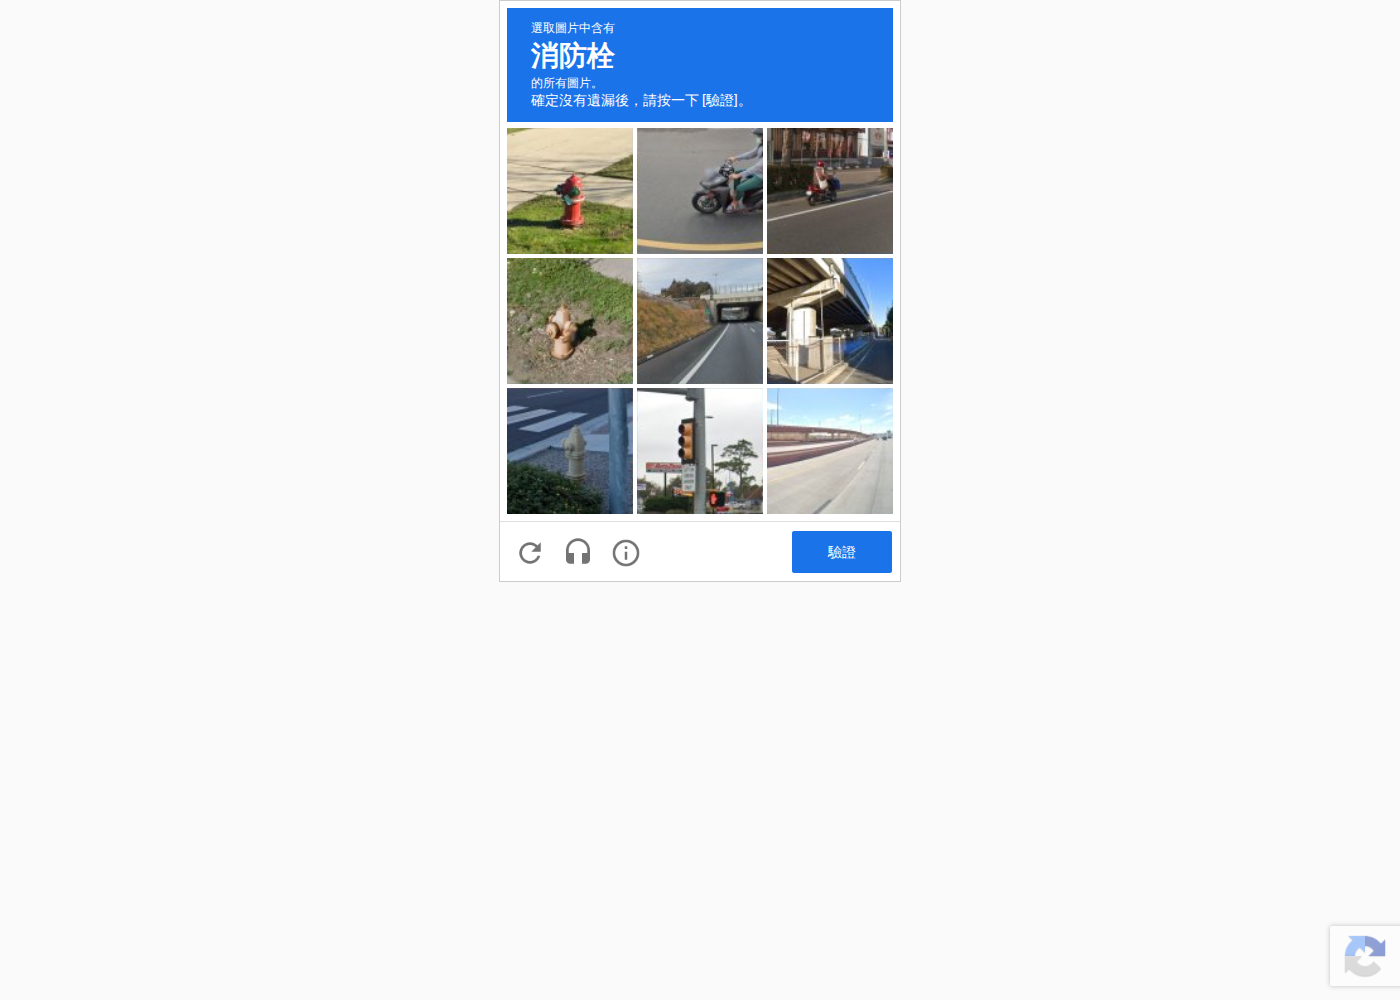 選取圖片中含有
消防栓
的所有圖片。
確定沒有遺漏後，請按一下 [驗證]。
驗證